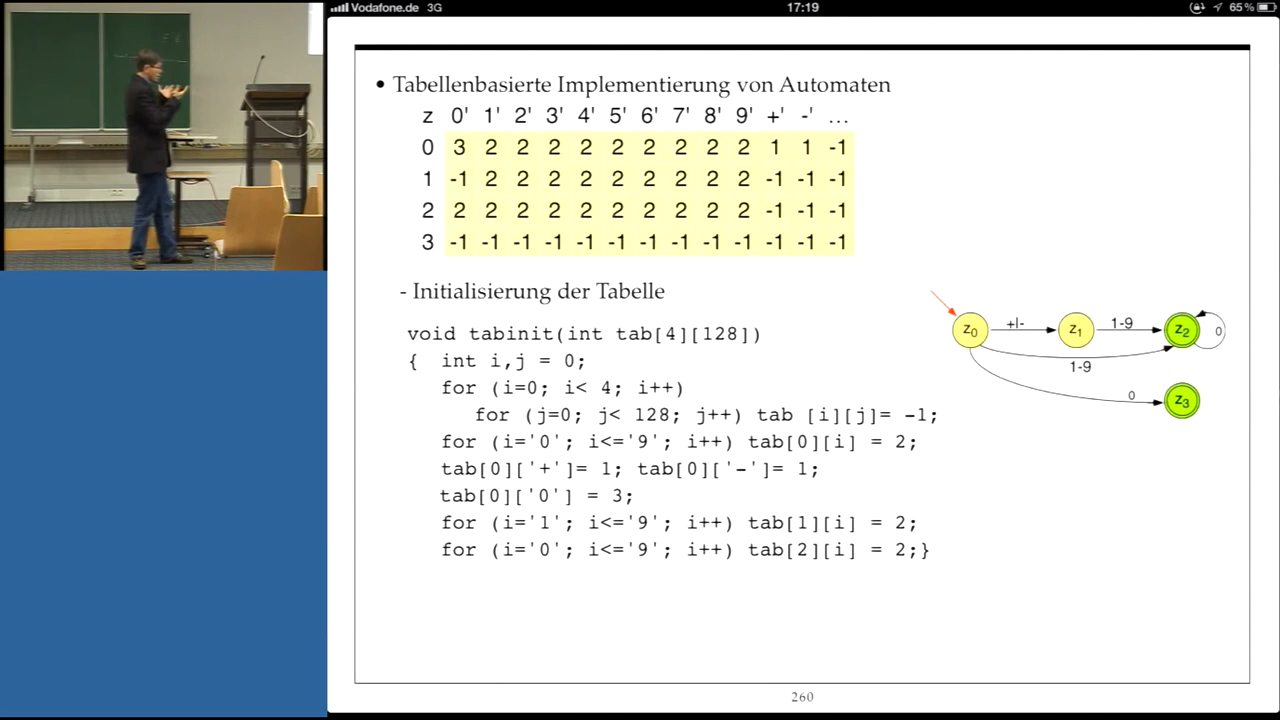 Vodafone.de 3G 17:19 65%
• Tabellenbasierte Implementierung von Automaten
z 0' 1' 2' 3' 4' 5' 6' 7' 8' 9' +' -' ...
0 3 2 2 2 2 2 2 2 2 2 1 1 -1
1 -1 2 2 2 2 2 2 2 2 2 -1 -1 -1
2 2 2 2 2 2 2 2 2 2 2 -1 -1 -1
3 -1 -1 -1 -1 -1 -1 -1 -1 -1 -1 -1 -1 -1
- Initialisierung der Tabelle
void tabinit(int tab[4][128])
{ int i,j = 0;
for (i=0; i< 4; i++)
for (j=0; j< 128; j++) tab [i][j]= -1;
for (i='0'; i<='9'; i++) tab[0][i] = 2;
tab[0]['+']= 1; tab[0]['-']= 1;
tab[0]['0'] = 3;
for (i='1'; i<='9'; i++) tab[1][i] = 2;
for (i='0'; i<='9'; i++) tab[2][i] = 2;}
z0 +|- z1 1-9 z2 0
1-9
0 z3
260